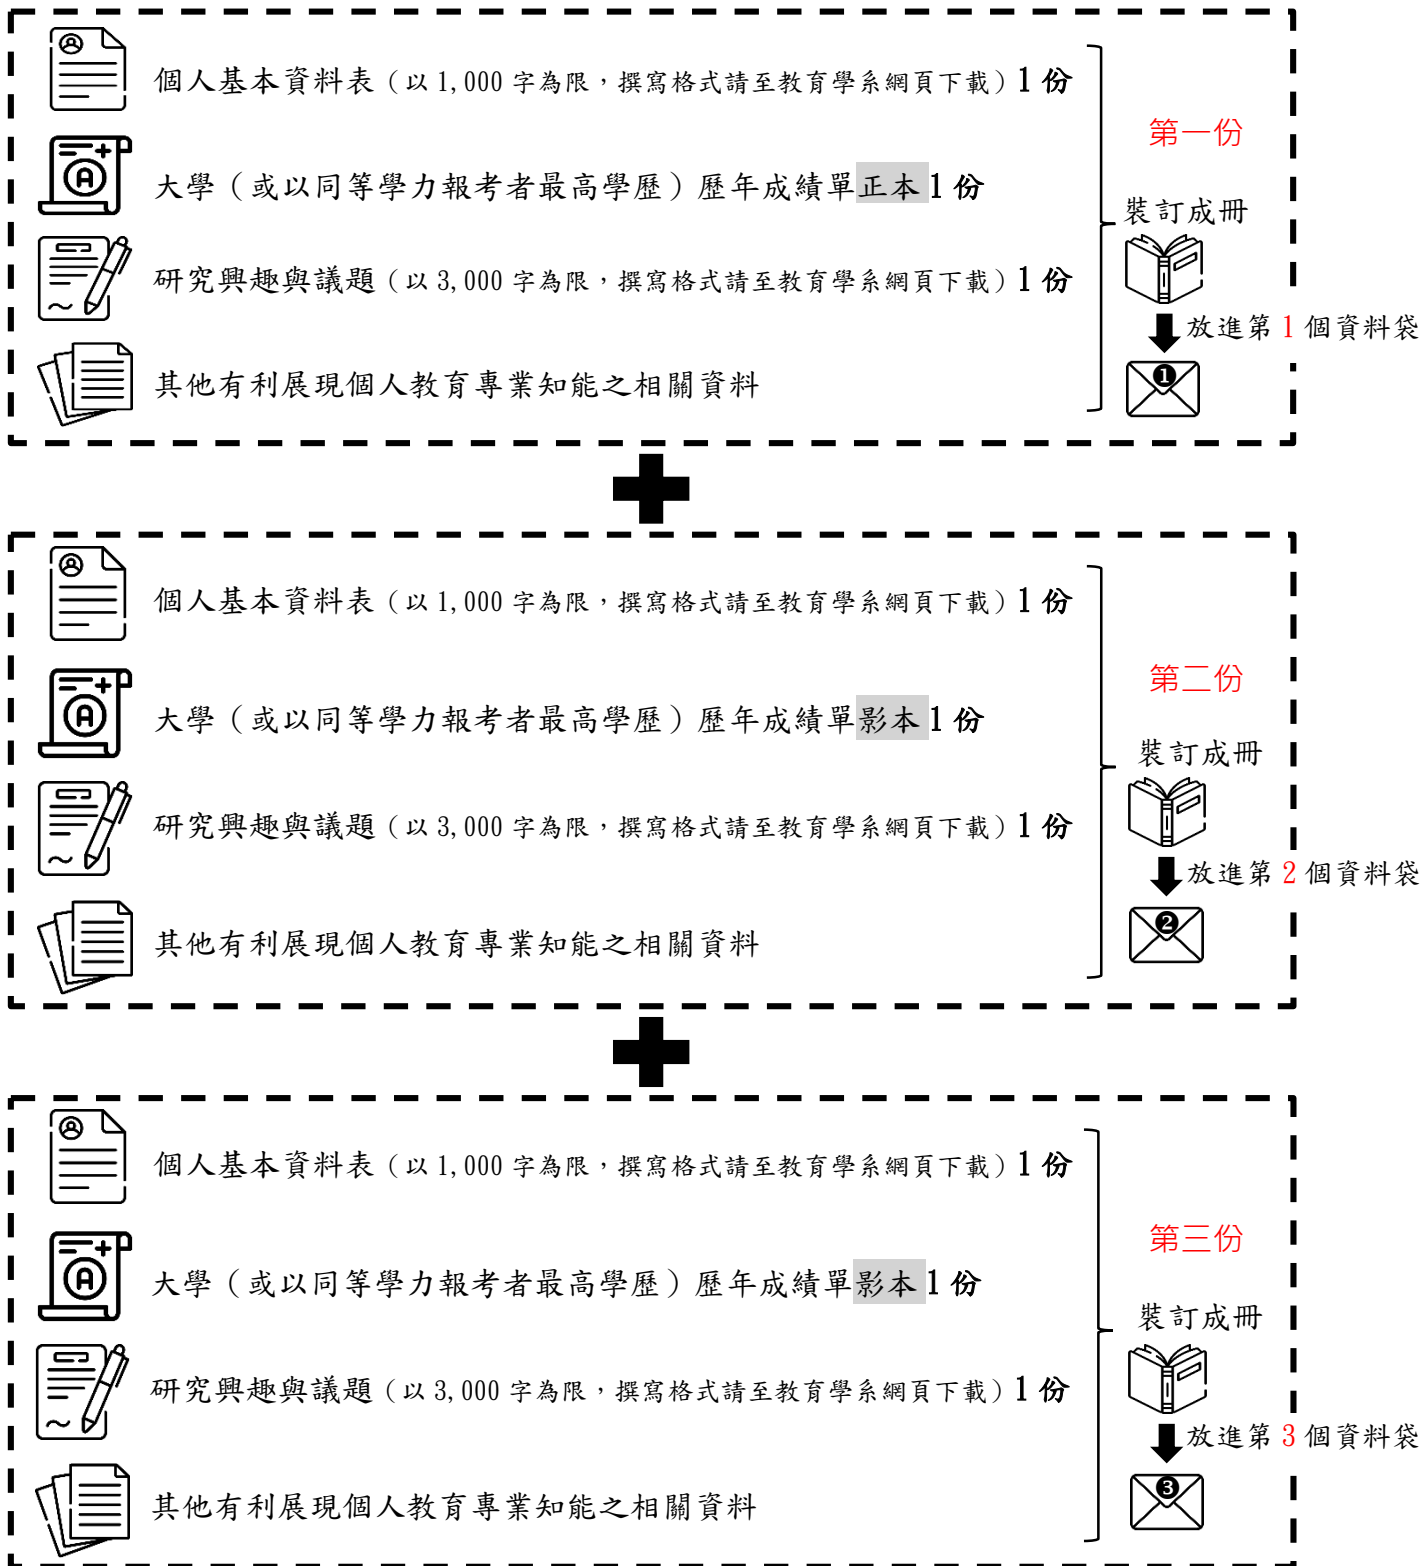 個人基本資料表（以1,000字為限，撰寫格式請至教育學系網頁下載）1份
第一份
大學（或以同等學力報考者最高學歷）歷年成績單正本1份
裝訂成冊
研究興趣與議題（以3,000字為限，撰寫格式請至教育學系網頁下載）1份
放進第1個資料袋
其他有利展現個人教育專業知能之相關資料
❶
個人基本資料表（以1,000字為限，撰寫格式請至教育學系網頁下載）1份
第二份
大學（或以同等學力報考者最高學歷）歷年成績單影本1份
裝訂成冊
研究興趣與議題（以3,000字為限，撰寫格式請至教育學系網頁下載）1份
放進第2個資料袋
其他有利展現個人教育專業知能之相關資料
❷
個人基本資料表（以1,000字為限，撰寫格式請至教育學系網頁下載）1份
第三份
大學（或以同等學力報考者最高學歷）歷年成績單影本1份
裝訂成冊
研究興趣與議題（以3,000字為限，撰寫格式請至教育學系網頁下載）1份
放進第3個資料袋
其他有利展現個人教育專業知能之相關資料
❸